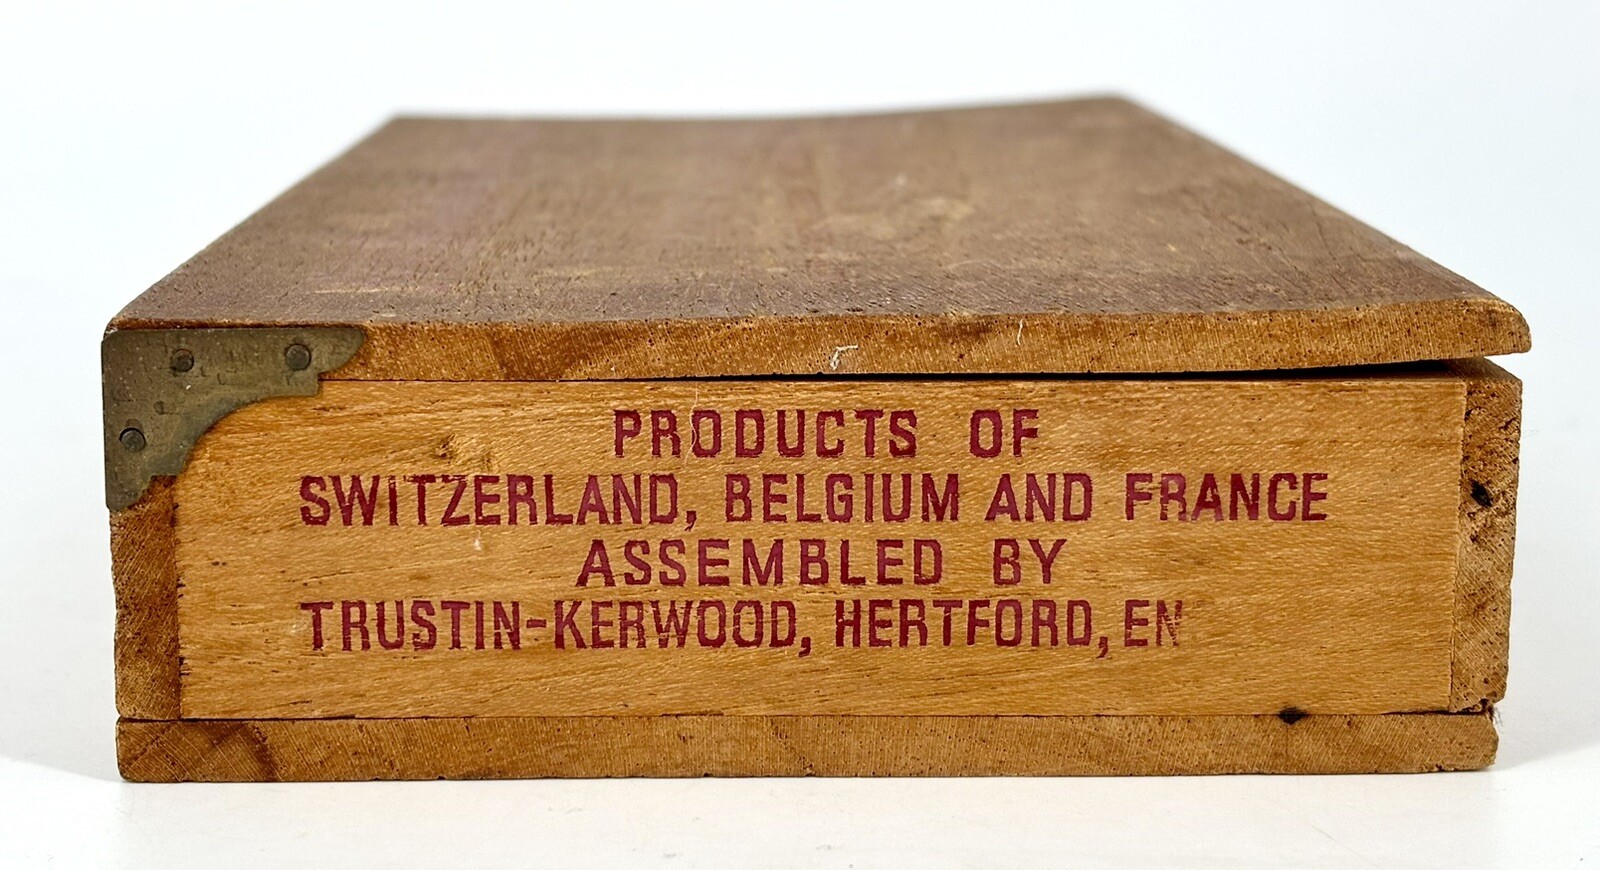 PRODUCTS OF
SWITZERLAND, BELGIUM AND FRANCE
ASSEMBLED BY
TRUSTIN-KERWOOD, HERTFORD, EN